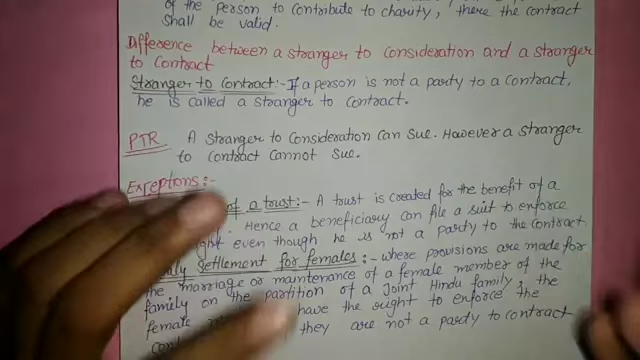 of the person to contribute to charity, there the contract
shall be valid.
Difference between a stranger to consideration and a stranger
to Contract
Stranger to contract:- If a person is not a party to a contract,
he is called a stranger to contract.
PTR A Stranger to Consideration can sue. However a stranger
to contract cannot sue.
Exceptions:-
of a trust:- A trust is created for the benefit of a
Hence a beneficiary can file a suit to enforce
even though he is not a party to the contract
Settlement for females:- where provisions are made for
the marriage or maintenance of a female member of the
family on the partition of a Joint Hindu family, the
female have the right to enforce the
they are not a party to contract